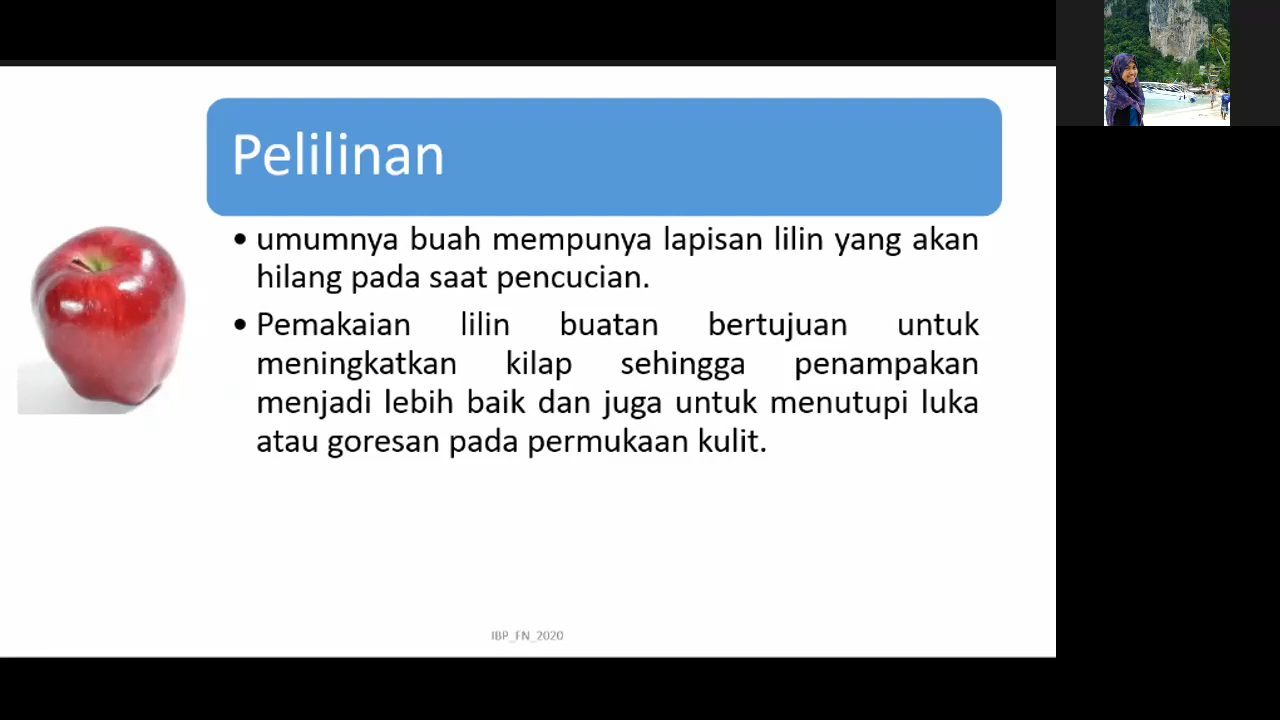 Pelilinan
• umumnya buah mempunya lapisan lilin yang akan
hilang pada saat pencucian.
• Pemakaian lilin buatan bertujuan untuk
meningkatkan kilap sehingga penampakan
menjadi lebih baik dan juga untuk menutupi luka
atau goresan pada permukaan kulit.
IBP_FN_2020